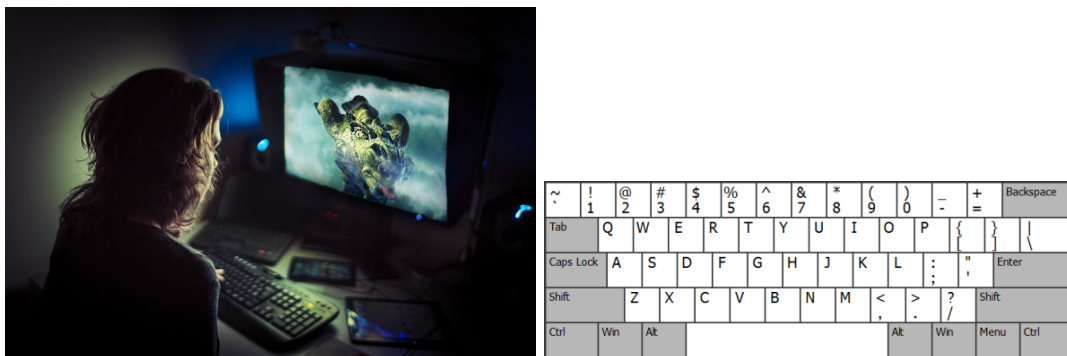 ~ ! @ # $ % ^ & * ( ) _ + Backspace
` 1 2 3 4 5 6 7 8 9 0 - =
Tab Q W E R T Y U I O P { } |
[ ] \
Caps Lock A S D F G H J K L : " Enter
; '
Shift Z X C V B N M < > ? Shift
, . /
Ctrl Win Alt Alt Win Menu Ctrl